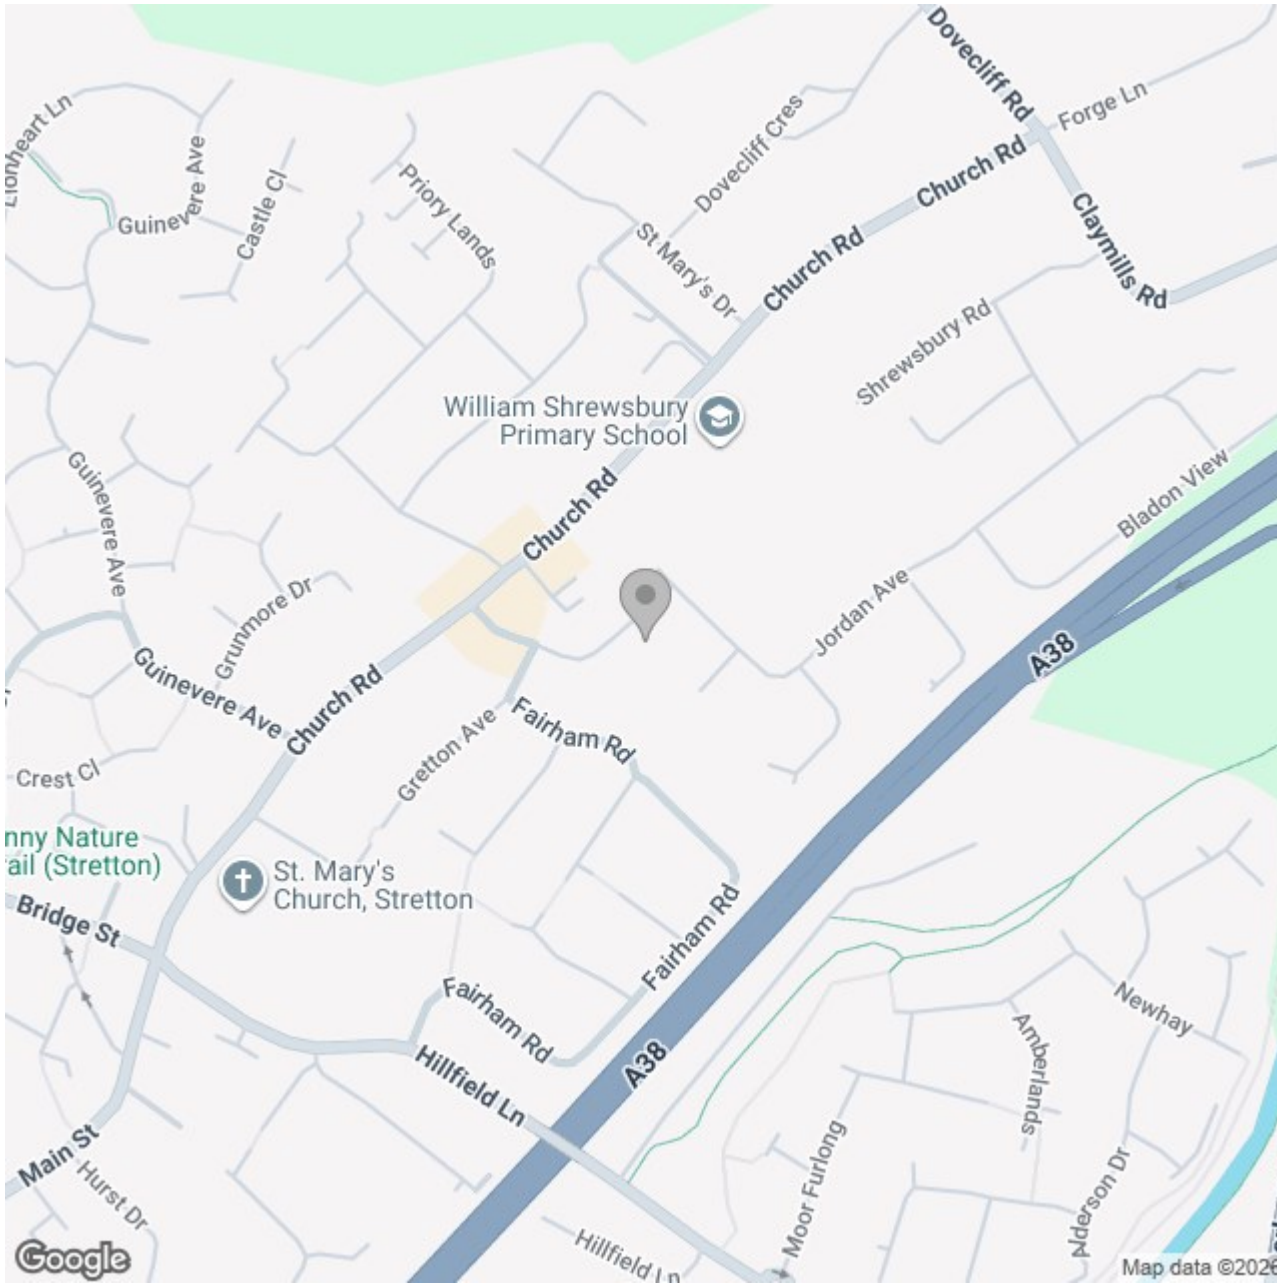 Dovecliff Rd
Forge Ln
Lionheart Ln
Guinevere Ave
Castle Cl
Priory Lands
Dovecliff Cres
Church Rd
Claymills Rd
Guinevere Ave
St Mary's Dr
Church Rd
Shrewsbury Rd
William Shrewsbury
Primary School
Guinevere Ave
Church Rd
Bladon View
Grunmore Dr
Jordan Ave
A38
Guinevere Ave
Church Rd
Gretton Ave
Fairham Rd
Crest Cl
nny Nature
rail (Stretton)
St. Mary's
Church, Stretton
Bridge St
Fairham Rd
Fairham Rd
Newhay
Amberlands
A38
Hillfield Ln
Main St
Hurst Dr
Moor Furlong
Alderson Dr
Hillfield Ln
Google
Map data ©2026